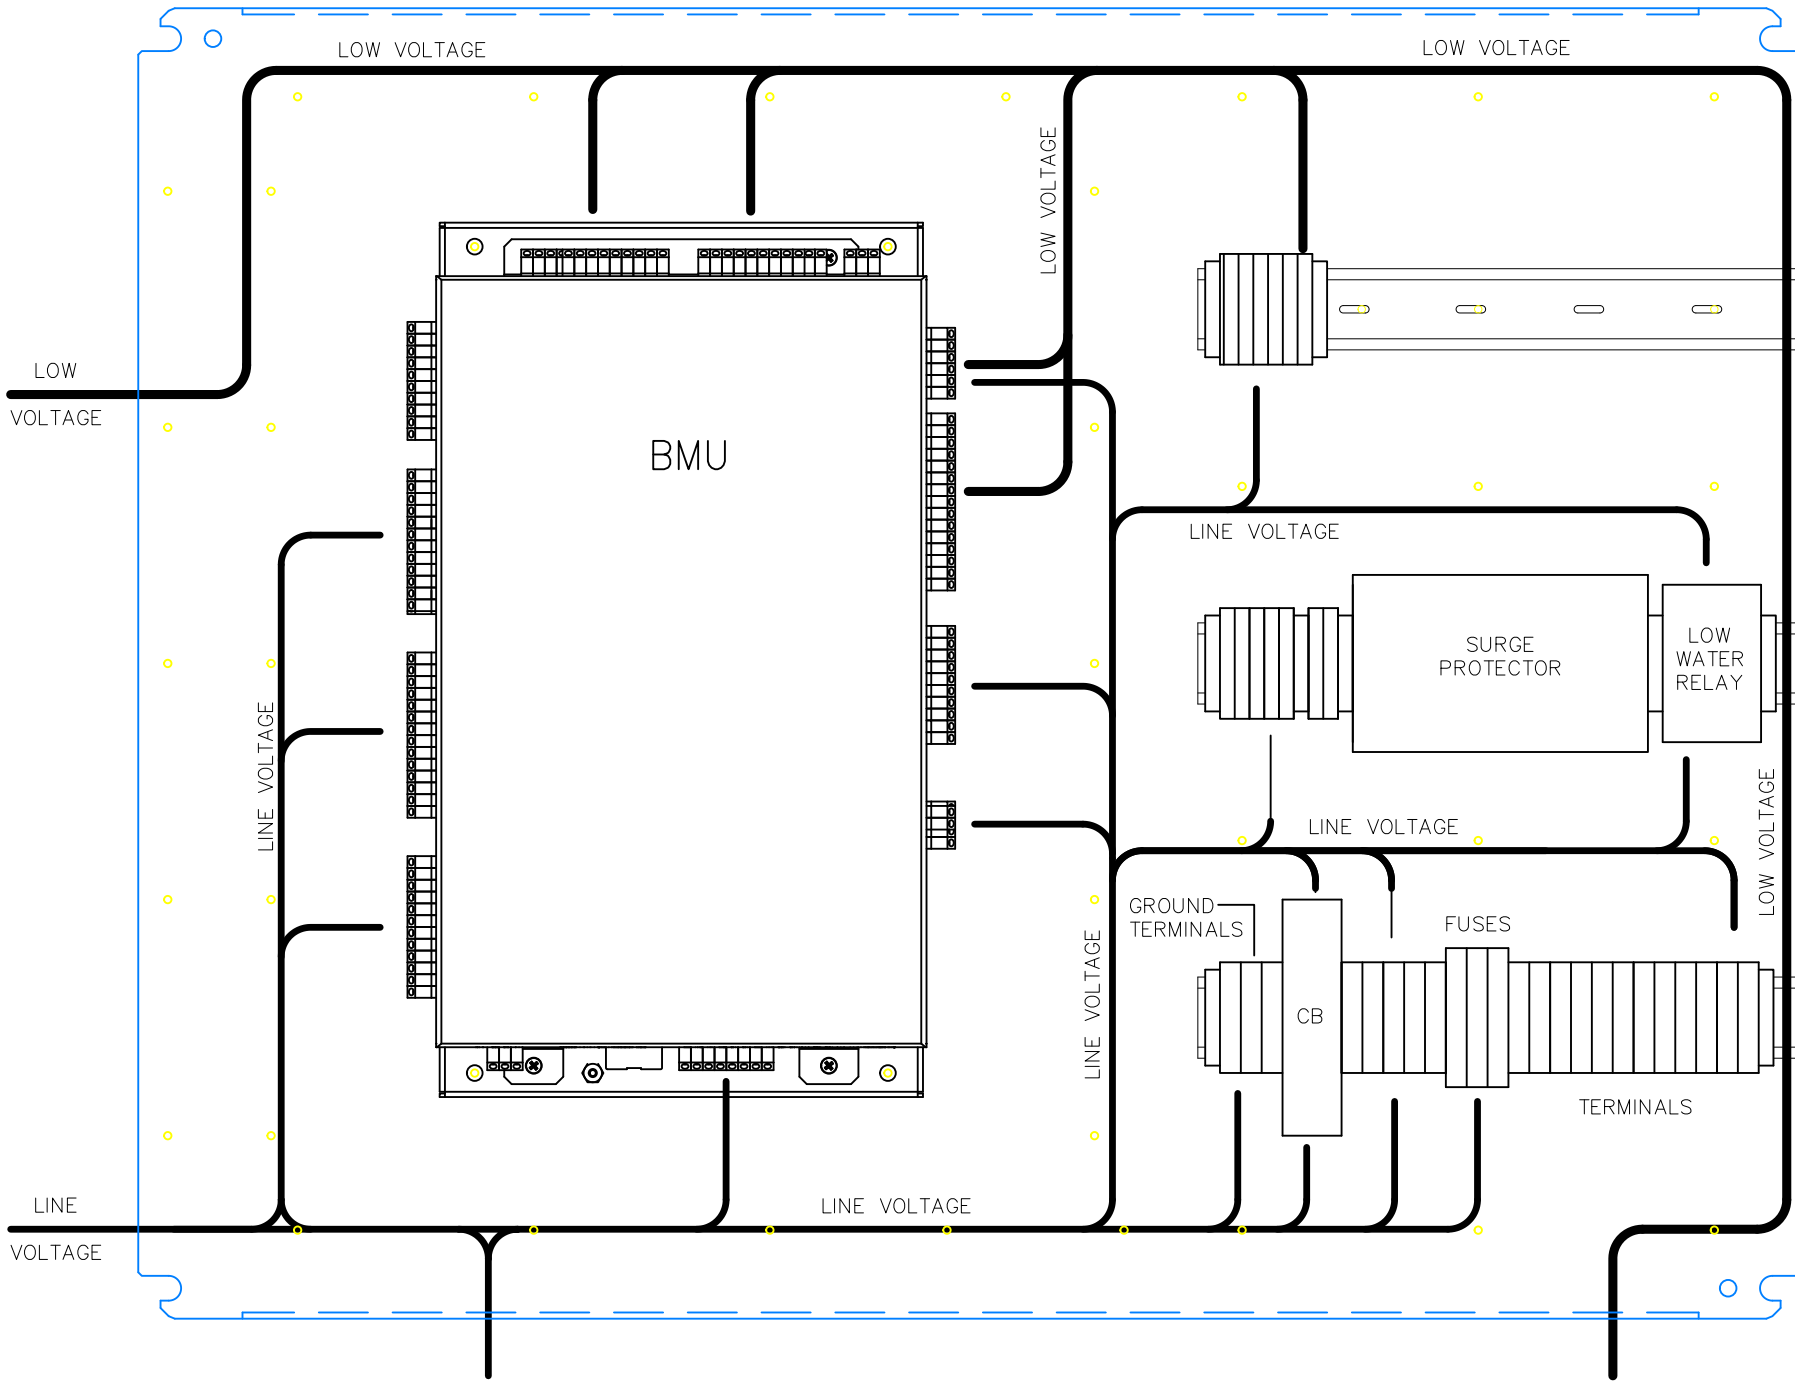 LOW VOLTAGE
LOW VOLTAGE
LOW VOLTAGE
LOW
VOLTAGE
BMU
LINE VOLTAGE
SURGE
PROTECTOR
LOW
WATER
RELAY
LINE VOLTAGE
LINE VOLTAGE
LOW VOLTAGE
GROUND
TERMINALS
FUSES
LINE VOLTAGE
CB
TERMINALS
LINE
VOLTAGE
LINE VOLTAGE